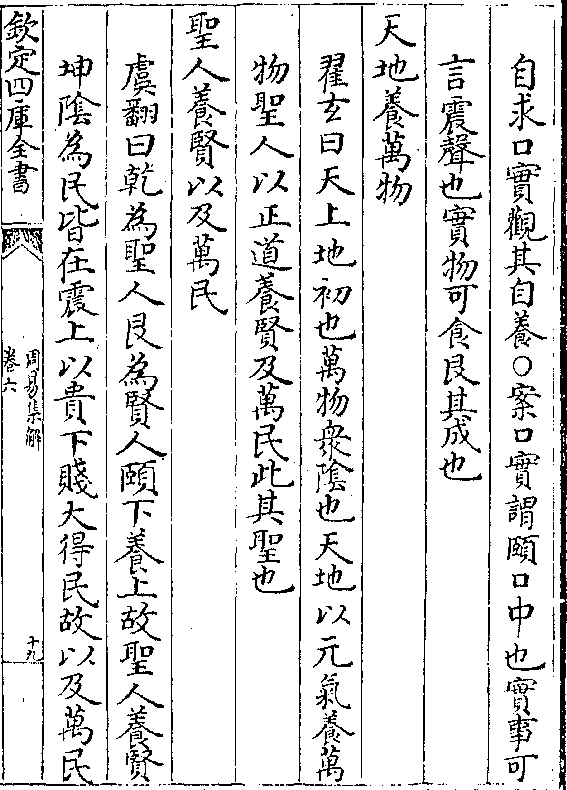 自求口實觀其自養○案口實謂頤口中也實事可
言震聲也實物可食艮其成也
天地養萬物
翟玄曰天上地初也萬物衆陰也天地以元氣養萬
物聖人以正道養賢及萬民此其聖也
聖人養賢以及萬民
虞翻曰乾為聖人艮為賢人頤下養上故聖人養賢
坤陰為民皆在震上以貴下賤大得民故以及萬民
欽定四庫全書
周易集解
卷六
十九